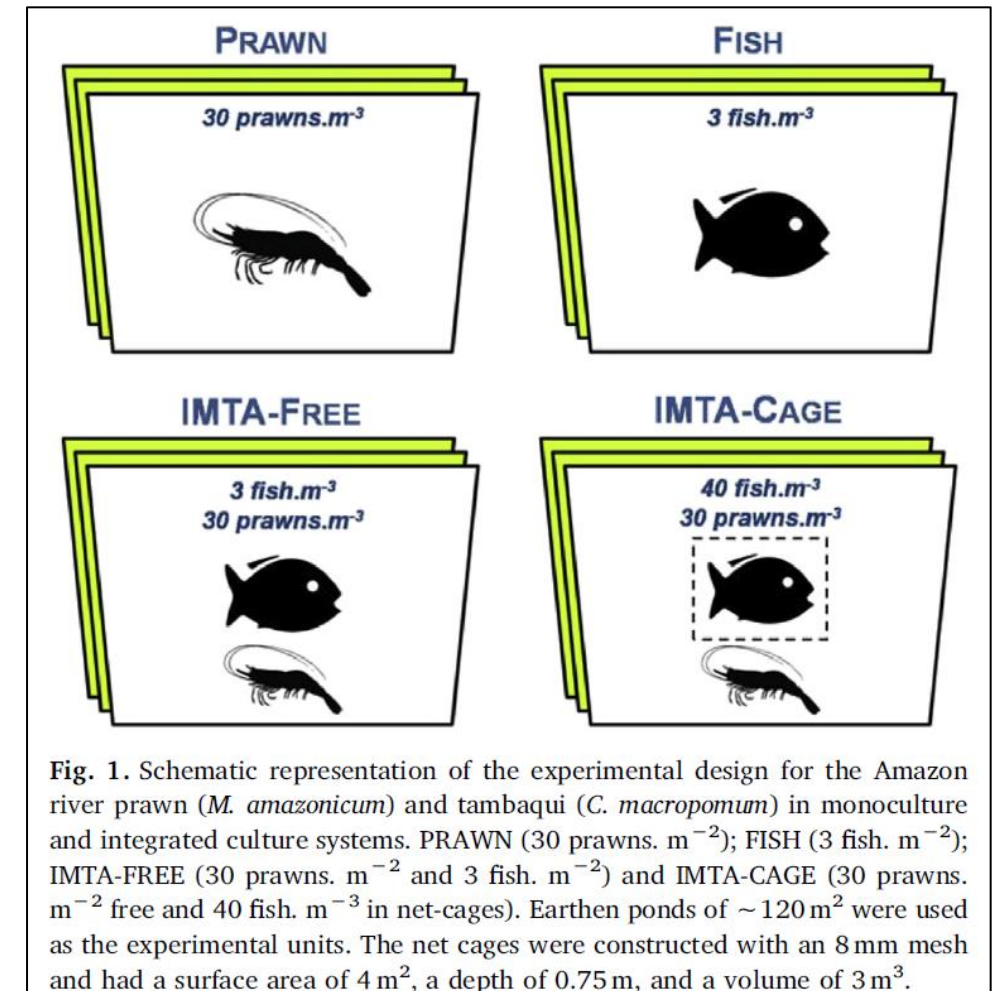 PRAWN
30 prawns.m⁻³
FISH
3 fish.m⁻³
IMTA-FREE
3 fish.m⁻³
30 prawns.m⁻³
IMTA-CAGE
40 fish.m⁻³
30 prawns.m⁻³
Fig. 1. Schematic representation of the experimental design for the Amazon
river prawn (M. amazonicum) and tambaqui (C. macropomum) in monoculture
and integrated culture systems. PRAWN (30 prawns. m⁻²); FISH (3 fish. m⁻²);
IMTA-FREE (30 prawns. m⁻² and 3 fish. m⁻²) and IMTA-CAGE (30 prawns.
m⁻² free and 40 fish. m⁻³ in net-cages). Earthen ponds of ~120 m² were used
as the experimental units. The net cages were constructed with an 8 mm mesh
and had a surface area of 4 m², a depth of 0.75 m, and a volume of 3 m³.